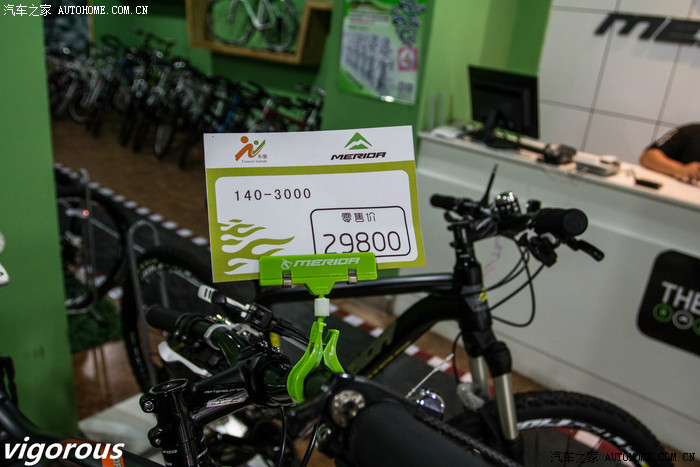 汽车之家 AUTOHOME.COM.CN
MERIDA
140-3000
零售价
29800
MERIDA
THE
vigorous
汽车之家 AUTOHOME.COM.CN